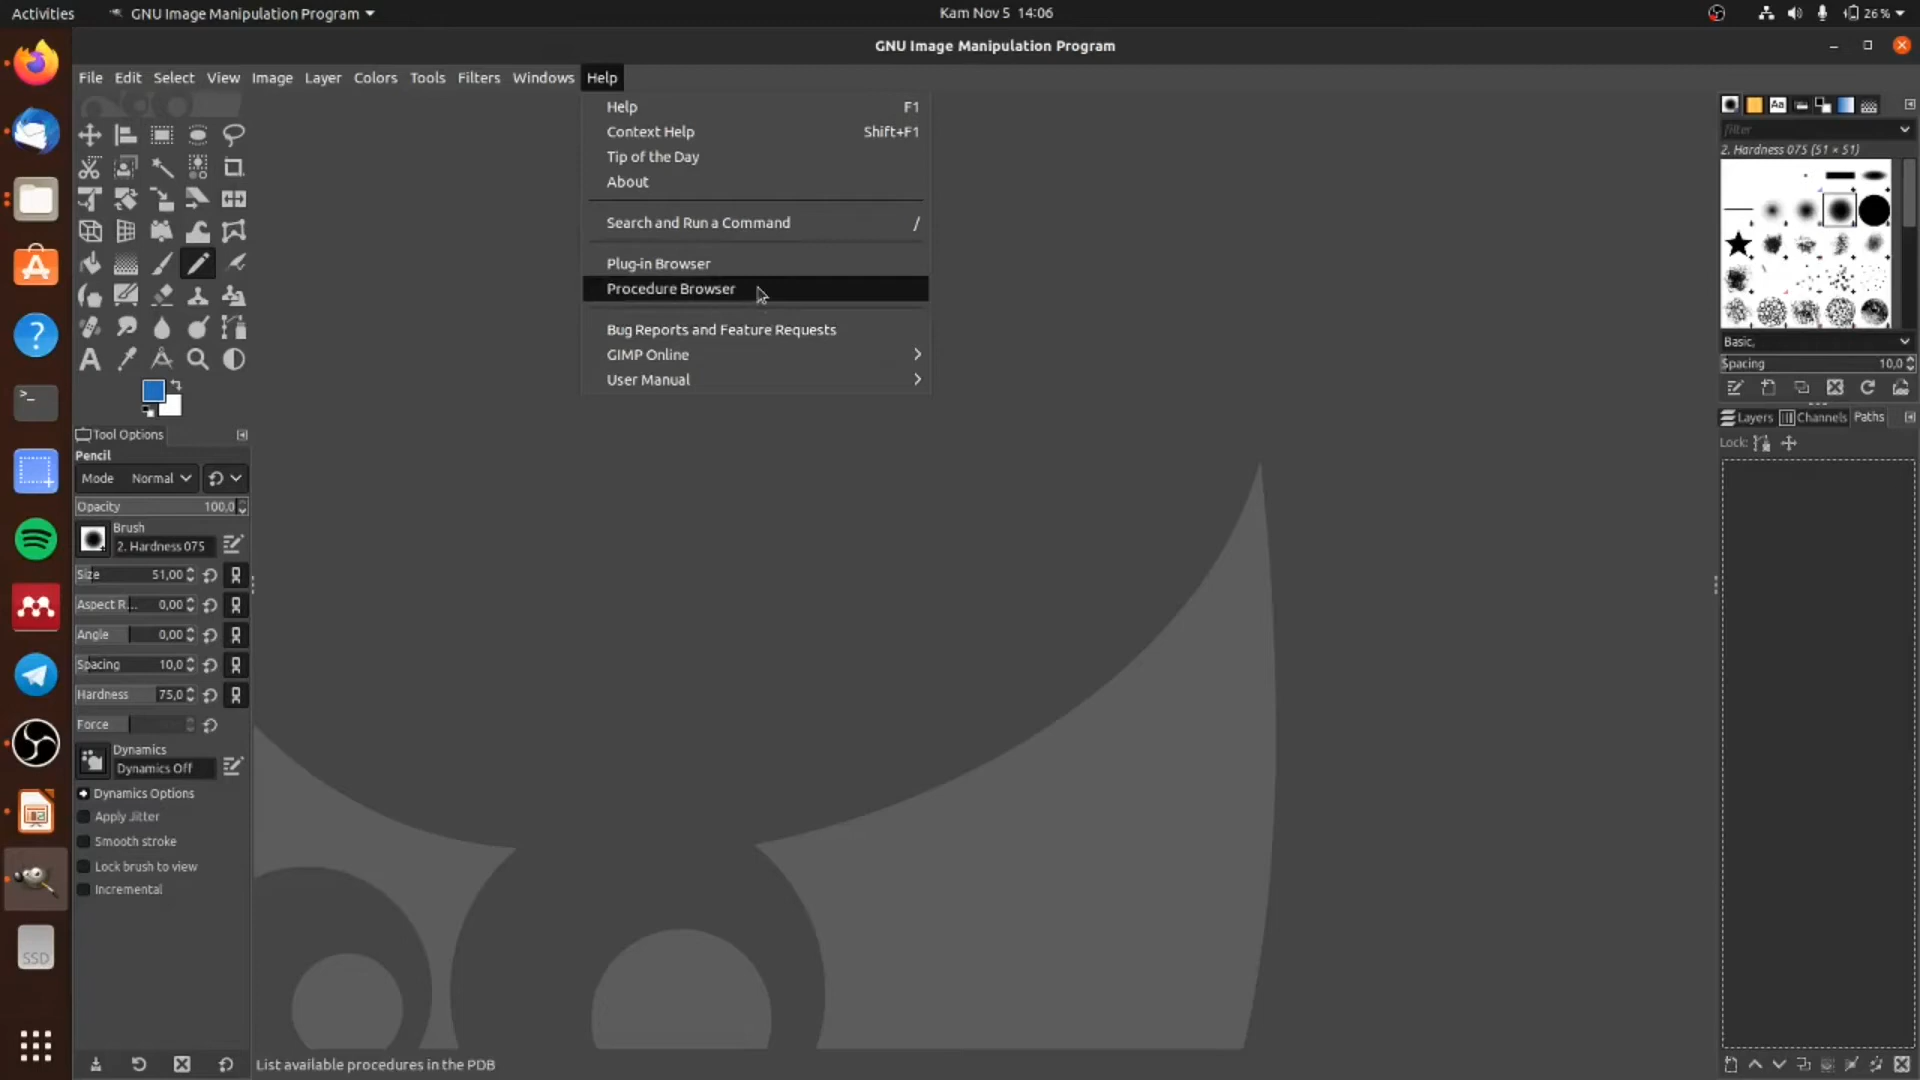 Activities
GNU Image Manipulation Program
Kam Nov 5 14:06
26 %
GNU Image Manipulation Program
File Edit Select View Image Layer Colors Tools Filters Windows Help
Help F1
Context Help Shift+F1
Tip of the Day
About
Search and Run a Command /
Plug-in Browser
Procedure Browser
Bug Reports and Feature Requests
GIMP Online
User Manual
Tool Options
Pencil
Mode Normal
Opacity 100,0
Brush
2. Hardness 075
Size 51,00
Aspect R... 0,00
Angle 0,00
Spacing 10,0
Hardness 75,0
Force
Dynamics
Dynamics Off
Dynamics Options
Apply Jitter
Smooth stroke
Lock brush to view
Incremental
List available procedures in the PDB
SSD
Aa
filter
2. Hardness 075 (51 × 51)
Basic,
Spacing 10,0
Layers Channels Paths
Lock: